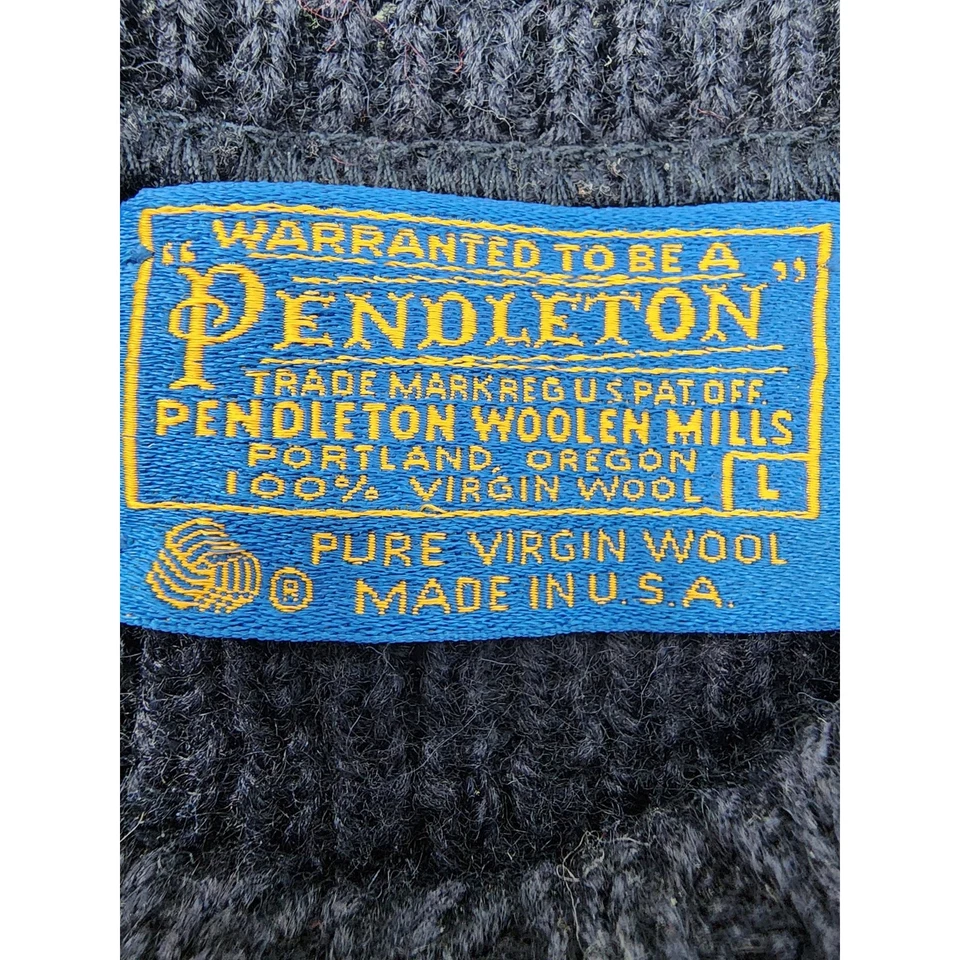 WARRANTED TO BE A
"PENDLETON"
TRADE MARK REG U.S. PAT. OFF.
PENDLETON WOOLEN MILLS
PORTLAND, OREGON
100% VIRGIN WOOL L
® PURE VIRGIN WOOL
MADE IN U.S.A.